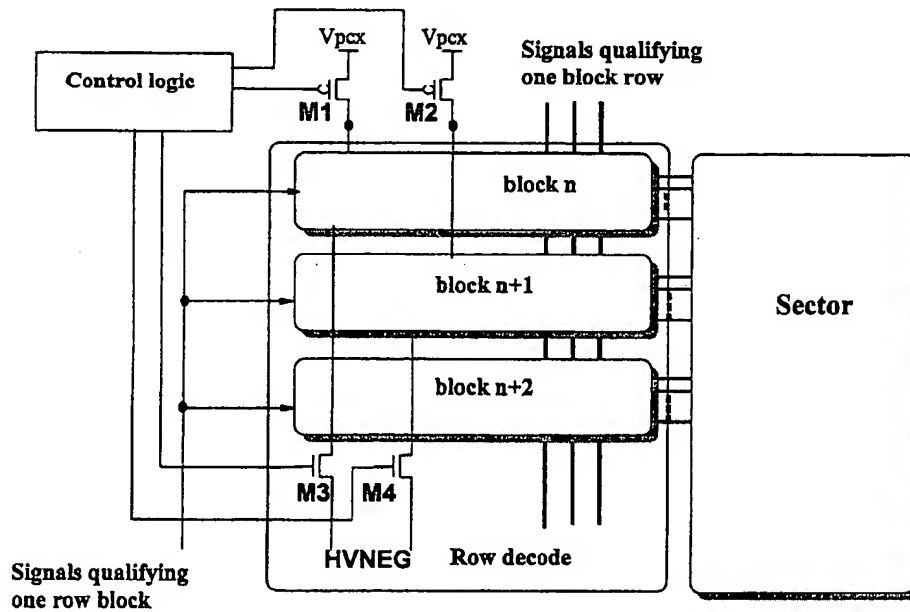 Vpcx
Vpcx
Signals qualifying
one block row
Control logic
M1
M2
block n
block n+1
Sector
block n+2
M3
M4
HVNEG
Row decode
Signals qualifying
one row block